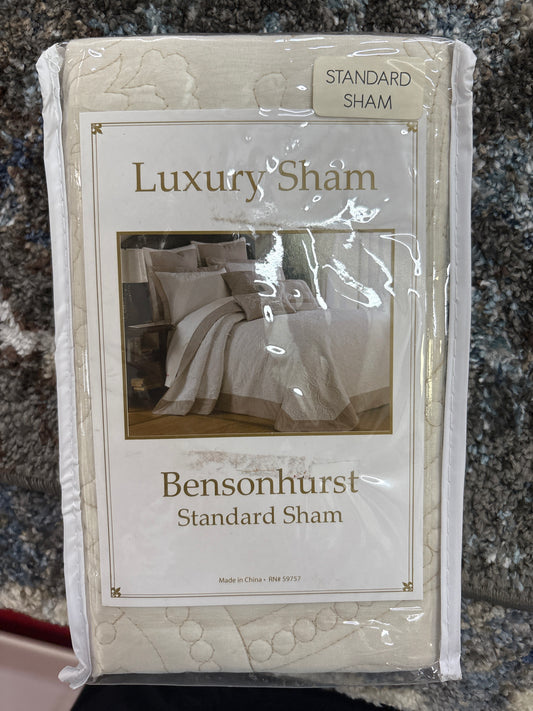 STANDARD
SHAM
Luxury Sham
Bensonhurst
Standard Sham
Made in China • RN# 59757